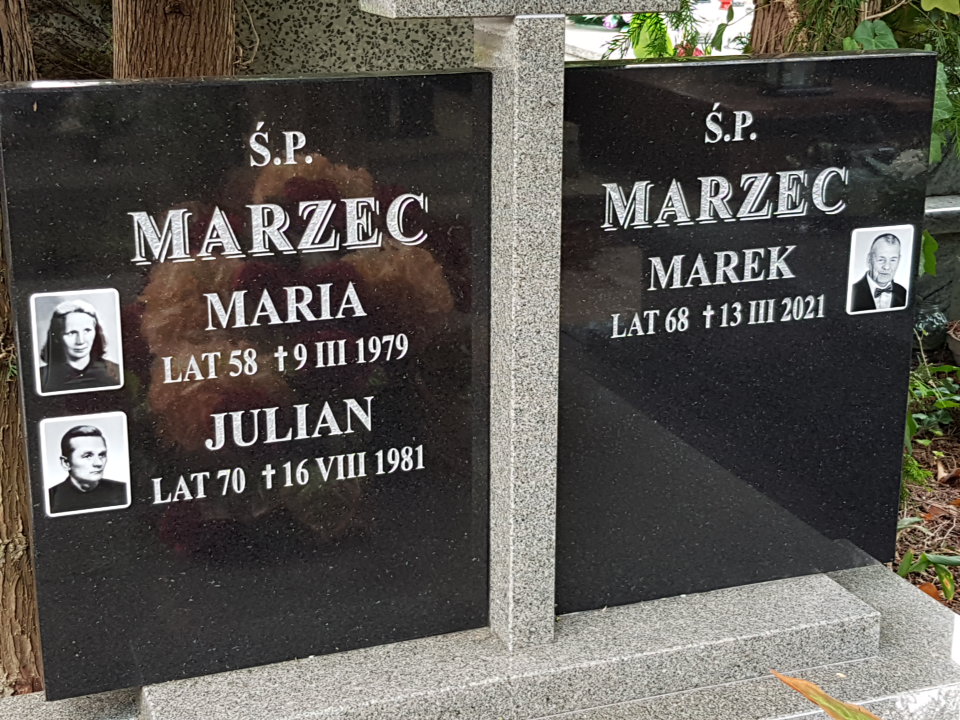 Ś.P.
MARZEC
MARIA
LAT 58 †9 III 1979
JULIAN
LAT 70 †16 VIII 1981
Ś.P.
MARZEC
MAREK
LAT 68 †13 III 2021